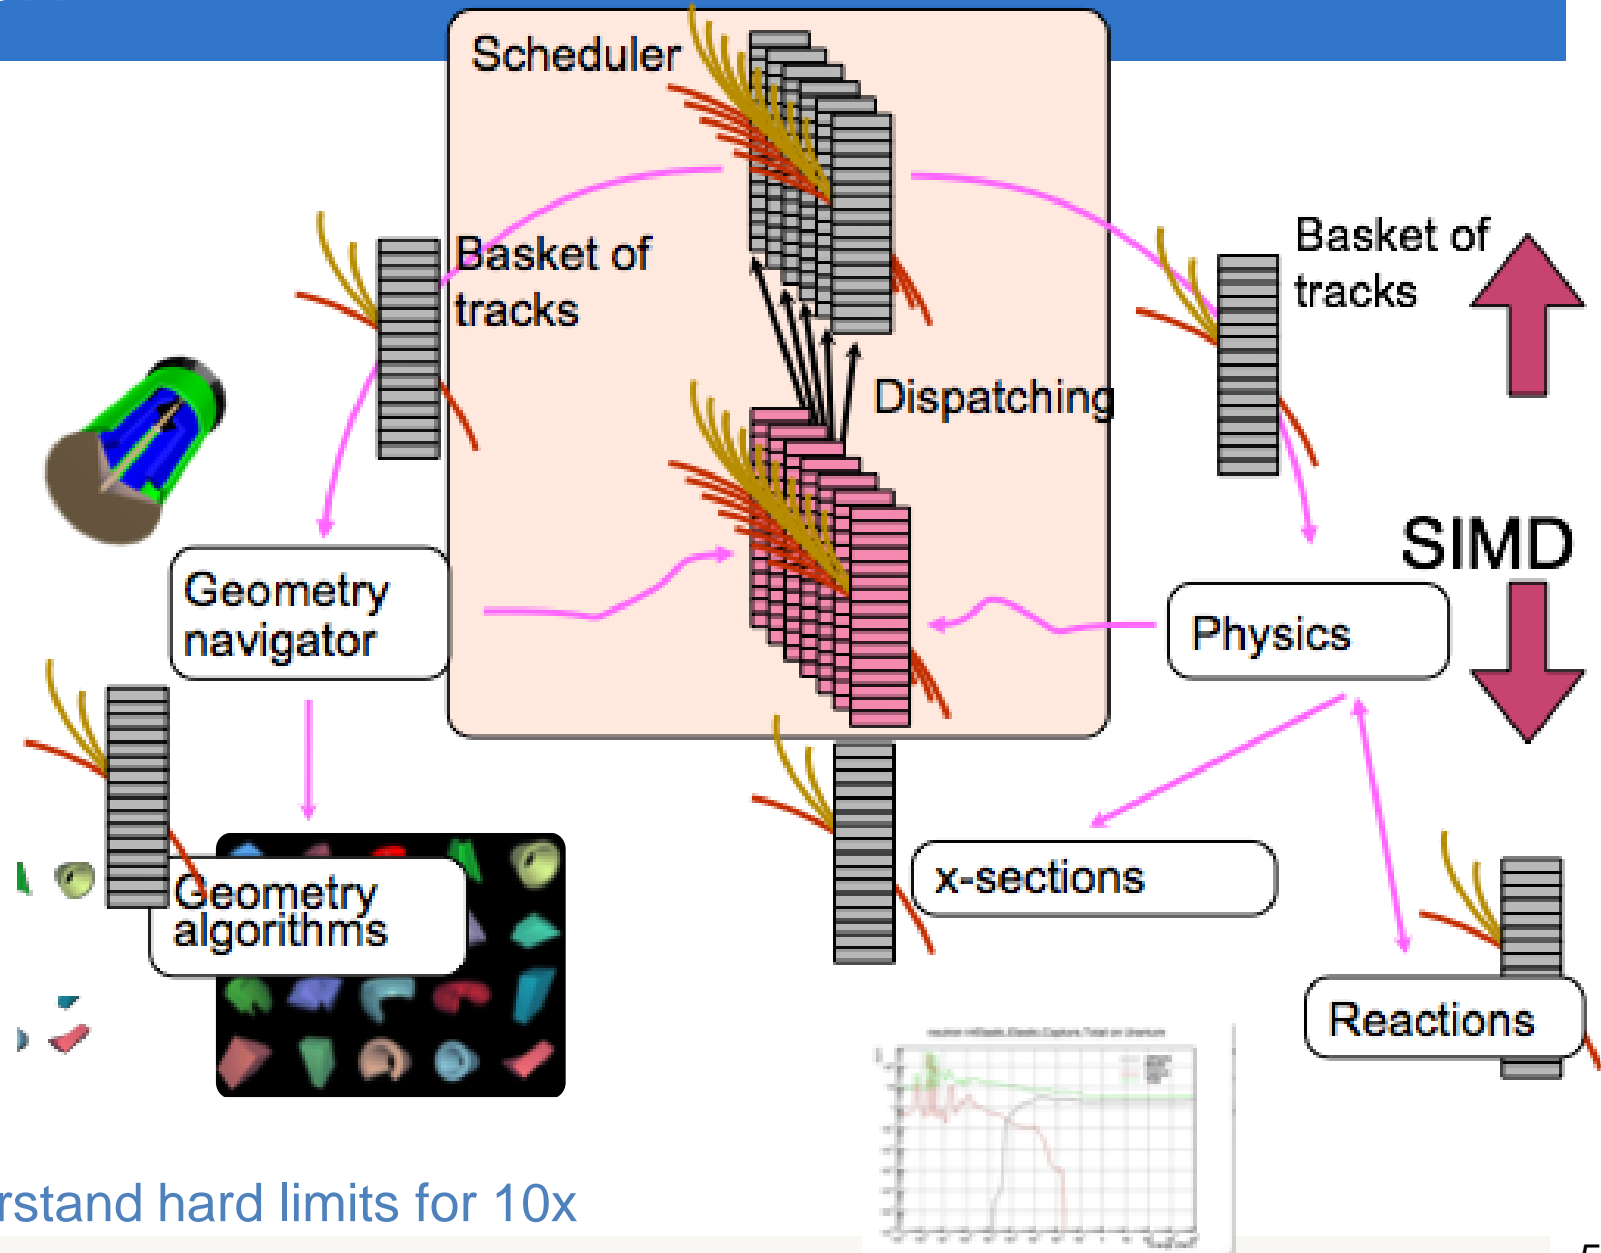 Scheduler
Basket of
tracks
Basket of
tracks
Dispatching
SIMD
Geometry
navigator
Physics
Geometry
algorithms
x-sections
Reactions
hard limits for 10x